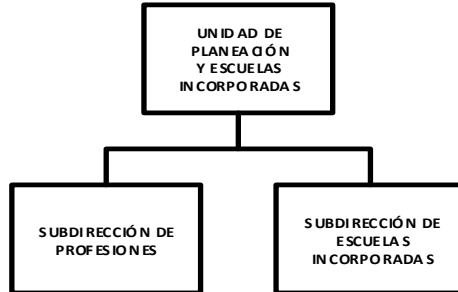 UNIDAD DE
PLANEACIÓN
Y ESCUELAS
INCORPORADAS
SUBDIRECCIÓN DE
PROFESIONES
SUBDIRECCIÓN DE
ESCUELAS
INCORPORADAS